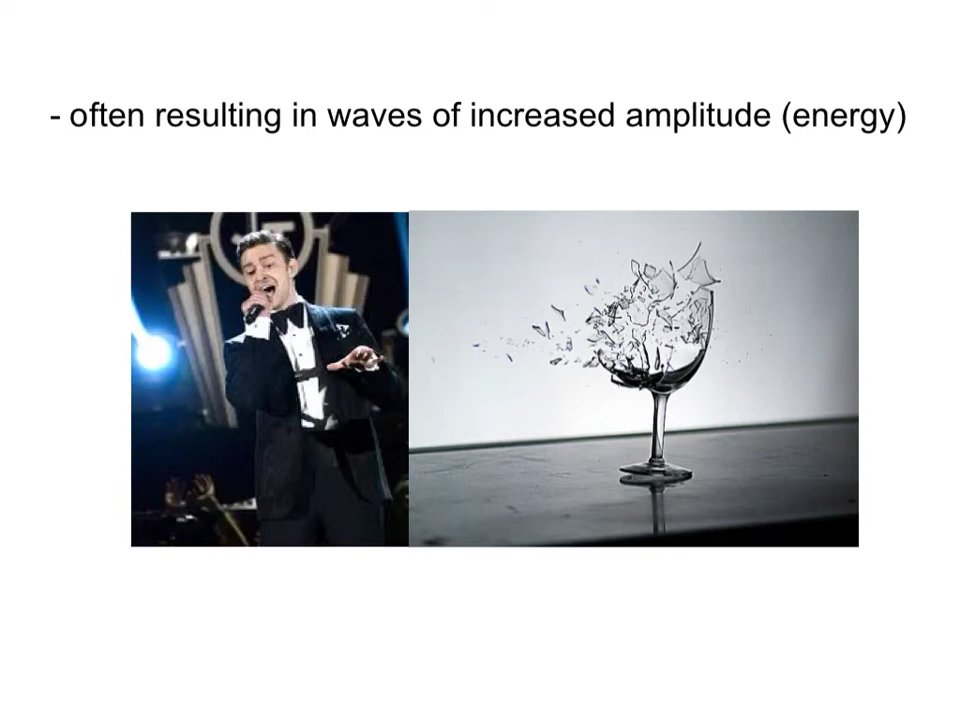 - often resulting in waves of increased amplitude (energy)